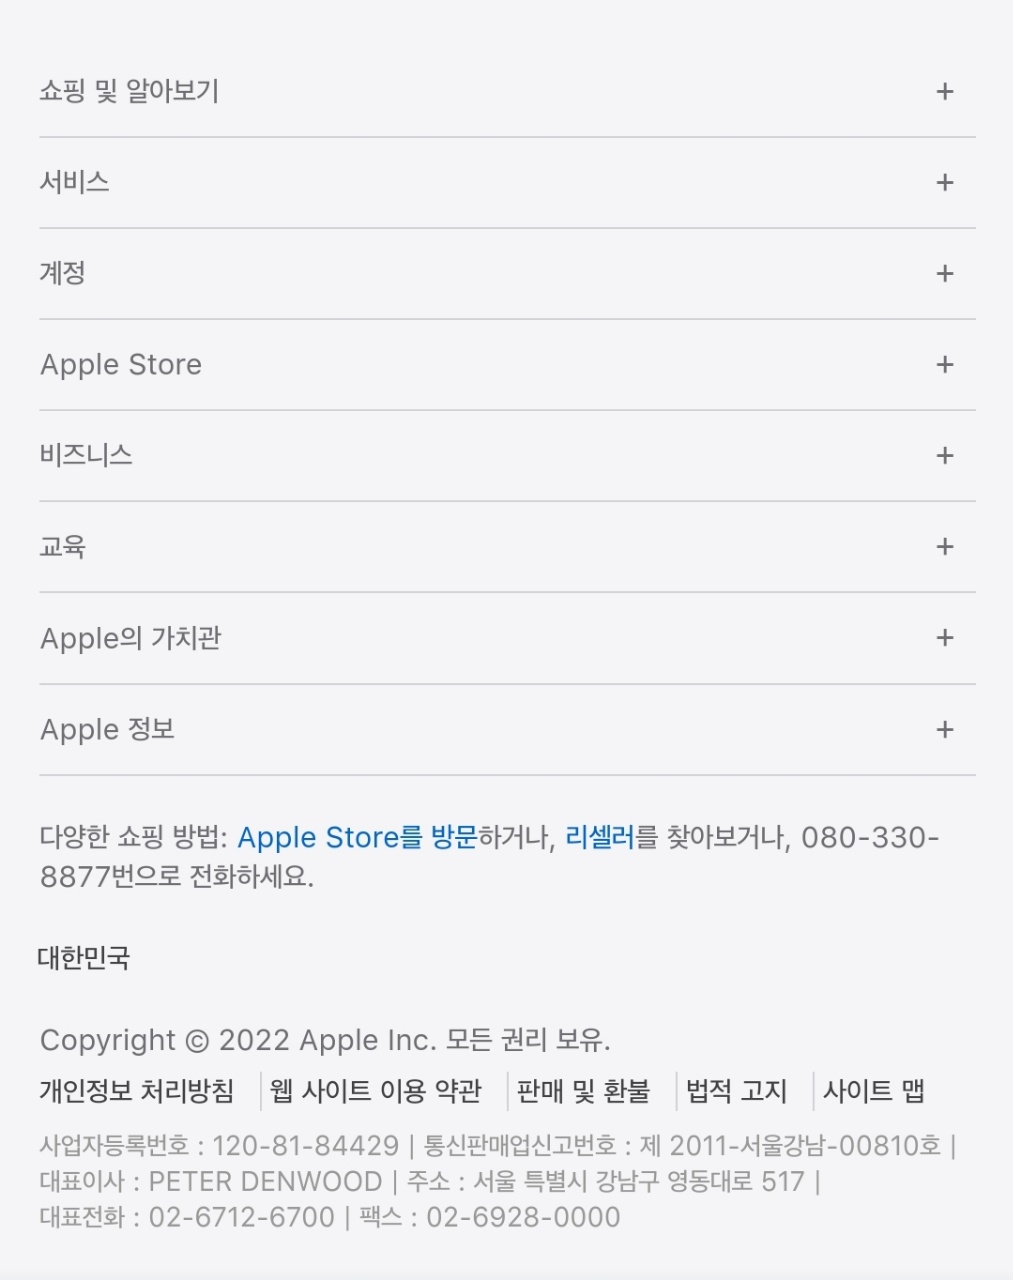 쇼핑 및 알아보기 +
서비스 +
계정 +
Apple Store +
비즈니스 +
교육 +
Apple의 가치관 +
Apple 정보 +
다양한 쇼핑 방법: Apple Store를 방문하거나, 리셀러를 찾아보거나, 080-330-
8877번으로 전화하세요.
대한민국
Copyright © 2022 Apple Inc. 모든 권리 보유.
개인정보 처리방침 | 웹 사이트 이용 약관 | 판매 및 환불 | 법적 고지 | 사이트 맵
사업자등록번호 : 120-81-84429 | 통신판매업신고번호 : 제 2011-서울강남-00810호 |
대표이사 : PETER DENWOOD | 주소 : 서울 특별시 강남구 영동대로 517 |
대표전화 : 02-6712-6700 | 팩스 : 02-6928-0000